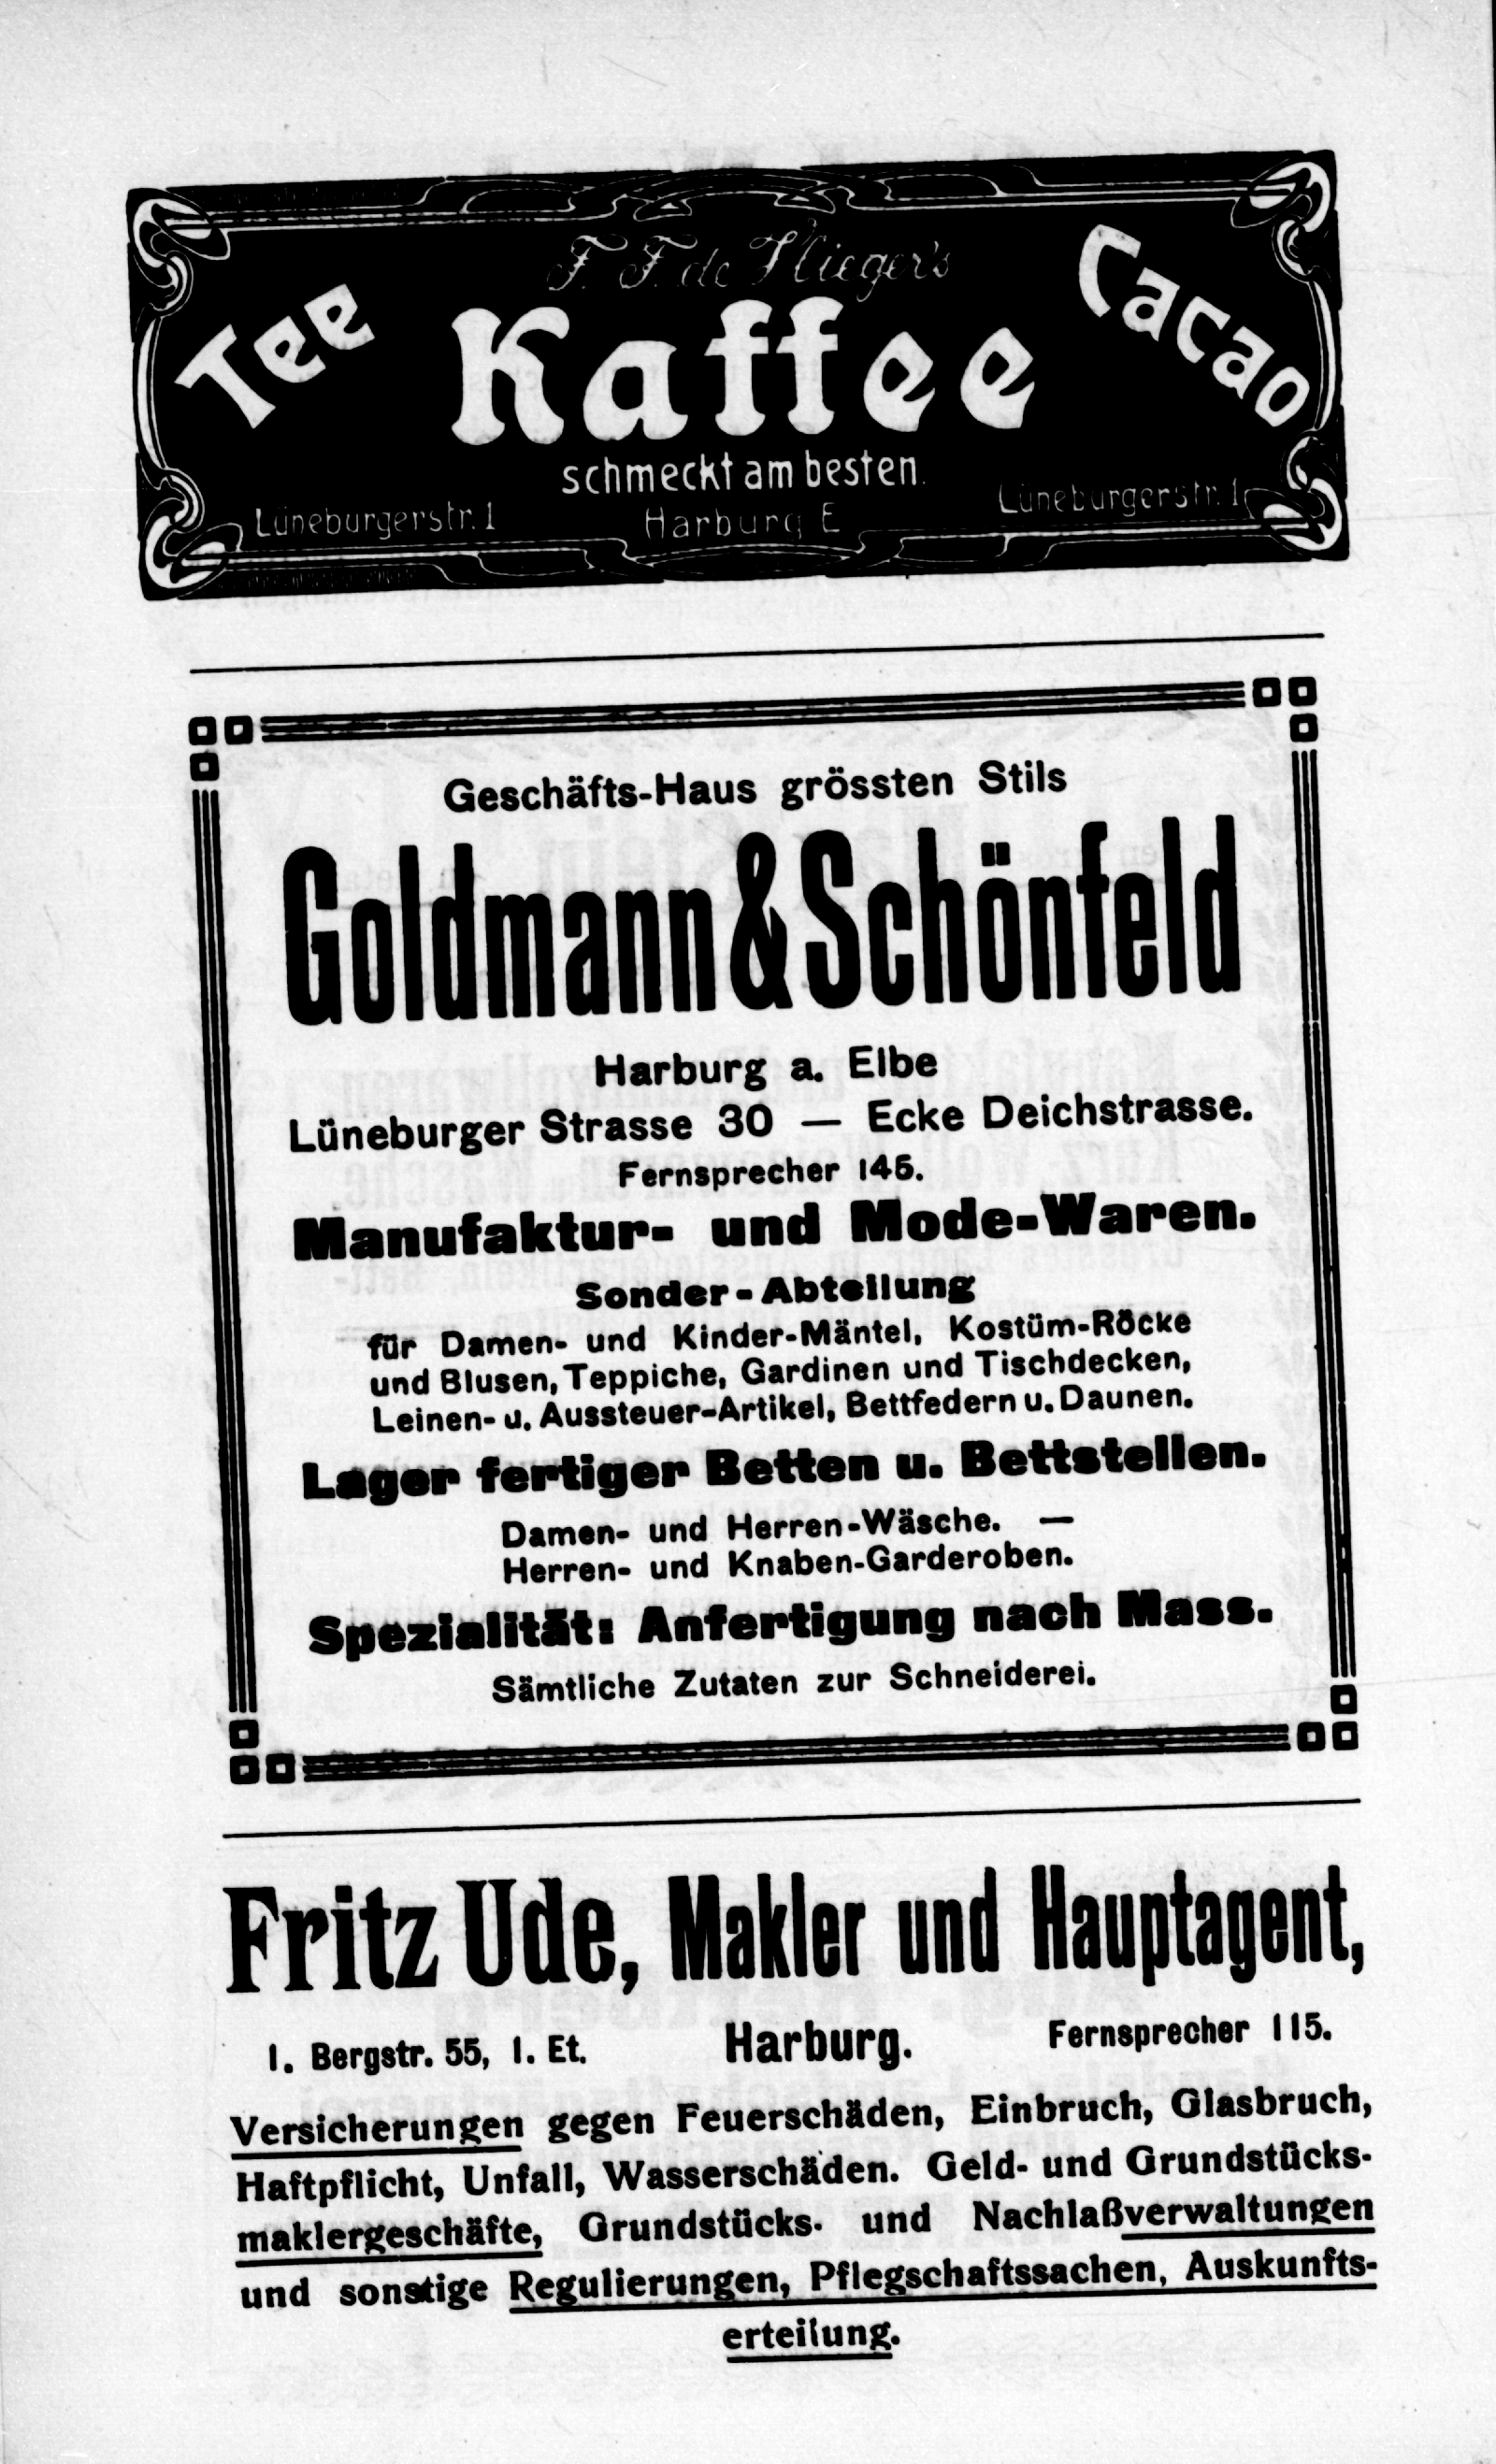 F. F. de Vlieger's
Tee Kaffee Cacao
schmeckt am besten.
Lüneburgerstr. 1 Harburg E Lüneburgerstr. 1
Geschäfts-Haus grössten Stils
Goldmann & Schönfeld
Harburg a. Elbe
Lüneburger Strasse 30 — Ecke Deichstrasse.
Fernsprecher 145.
Manufaktur- und Mode-Waren.
Sonder-Abteilung
für Damen- und Kinder-Mäntel, Kostüm-Röcke
und Blusen, Teppiche, Gardinen und Tischdecken,
Leinen- u. Aussteuer-Artikel, Bettfedern u. Daunen.
Lager fertiger Betten u. Bettstellen.
Damen- und Herren-Wäsche. —
Herren- und Knaben-Garderoben.
Spezialität: Anfertigung nach Mass.
Sämtliche Zutaten zur Schneiderei.
Fritz Ude, Makler und Hauptagent,
1. Bergstr. 55, 1. Et. Harburg. Fernsprecher 115.
Versicherungen gegen Feuerschäden, Einbruch, Glasbruch,
Haftpflicht, Unfall, Wasserschäden. Geld- und Grundstücks-
maklergeschäfte, Grundstücks- und Nachlaßverwaltungen
und sonstige Regulierungen, Pflegschaftssachen, Auskunfts-
erteilung.